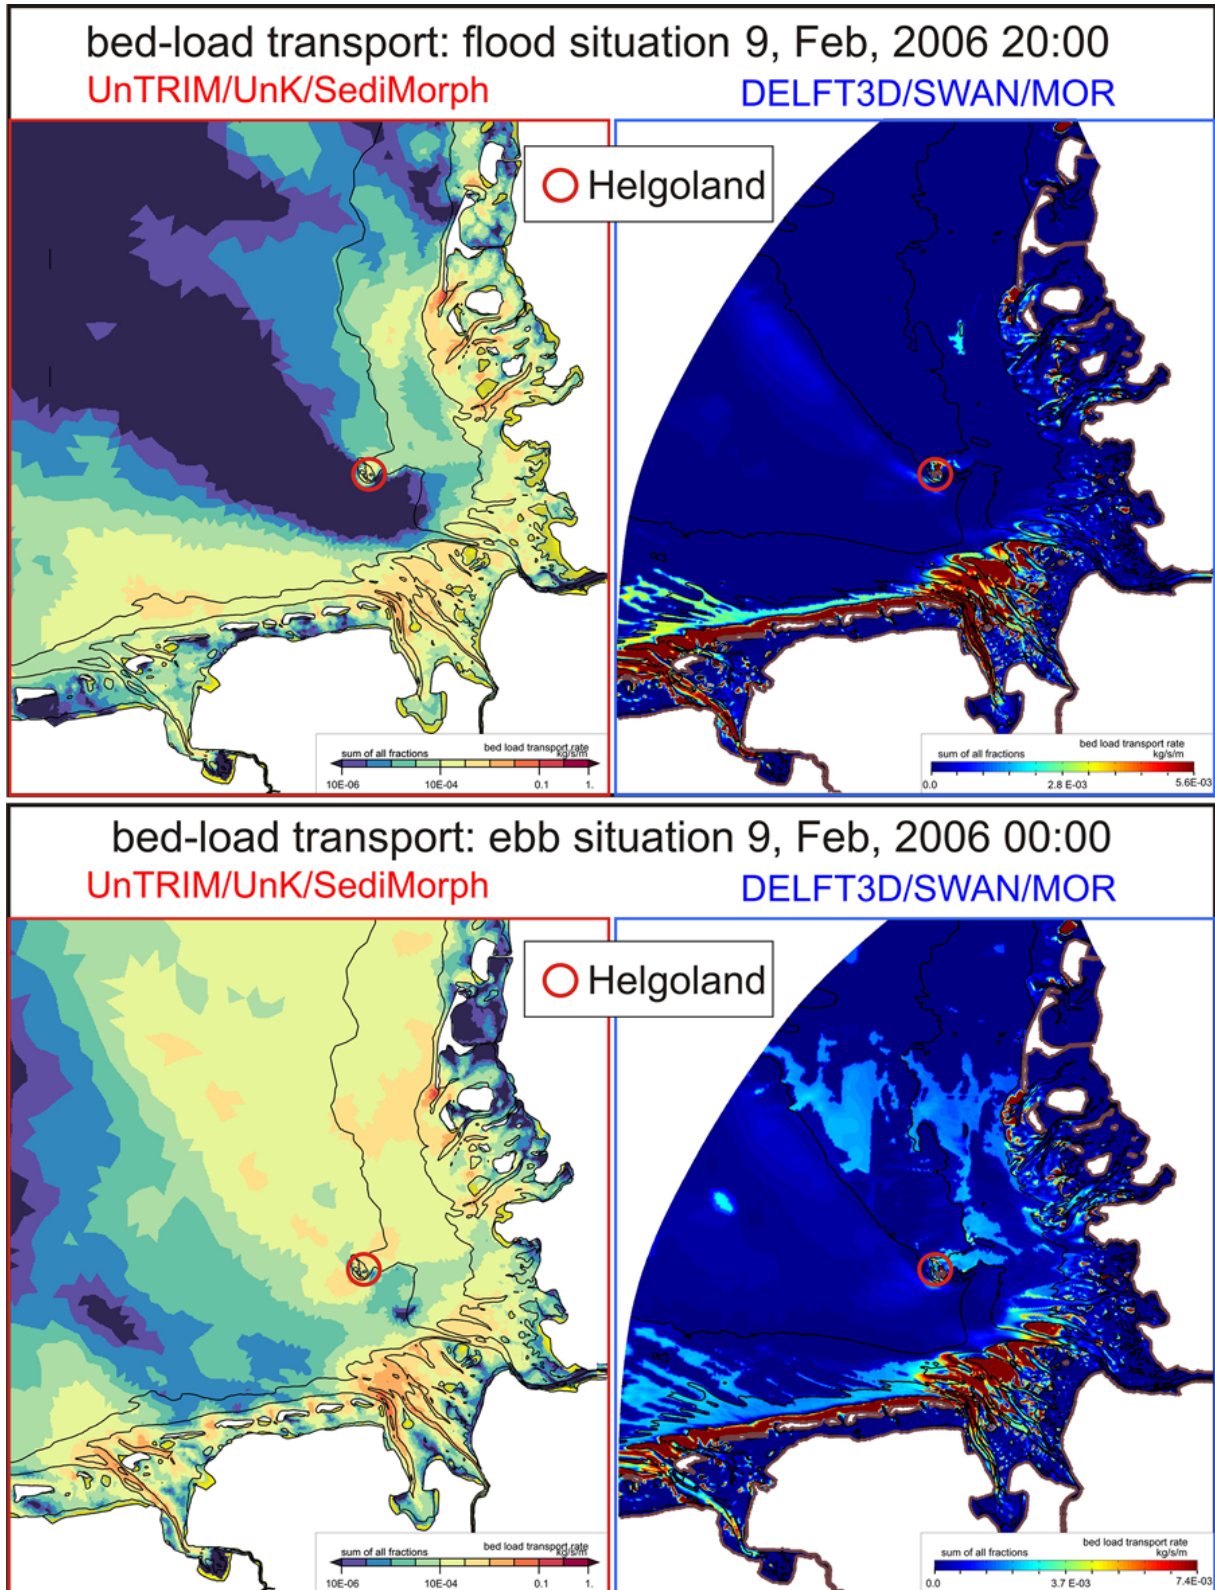 bed-load transport: flood situation 9, Feb, 2006 20:00
UnTRIM/UnK/SediMorph
DELFT3D/SWAN/MOR
Helgoland
sum of all fractions
bed load transport rate
kg/s/m
10E-06
10E-04
0.1
1.
sum of all fractions
bed load transport rate
kg/s/m
0.0
2.8 E-03
5.6E-03
bed-load transport: ebb situation 9, Feb, 2006 00:00
UnTRIM/UnK/SediMorph
DELFT3D/SWAN/MOR
Helgoland
sum of all fractions
bed load transport rate
kg/s/m
10E-06
10E-04
0.1
1.
sum of all fractions
bed load transport rate
kg/s/m
0.0
3.7 E-03
7.4E-03